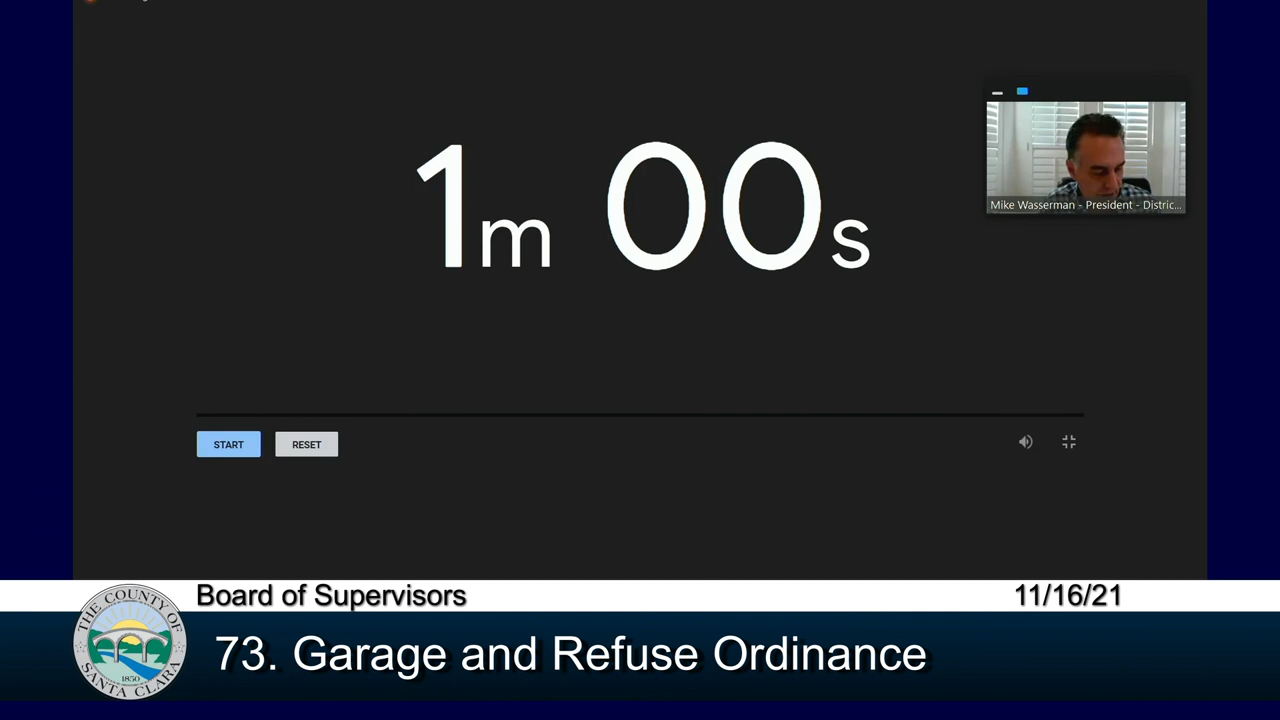 1m 00s
Mike Wasserman - President - Distric...
START RESET
Board of Supervisors 11/16/21
73. Garage and Refuse Ordinance
THE COUNTY OF
SANTA CLARA
1850